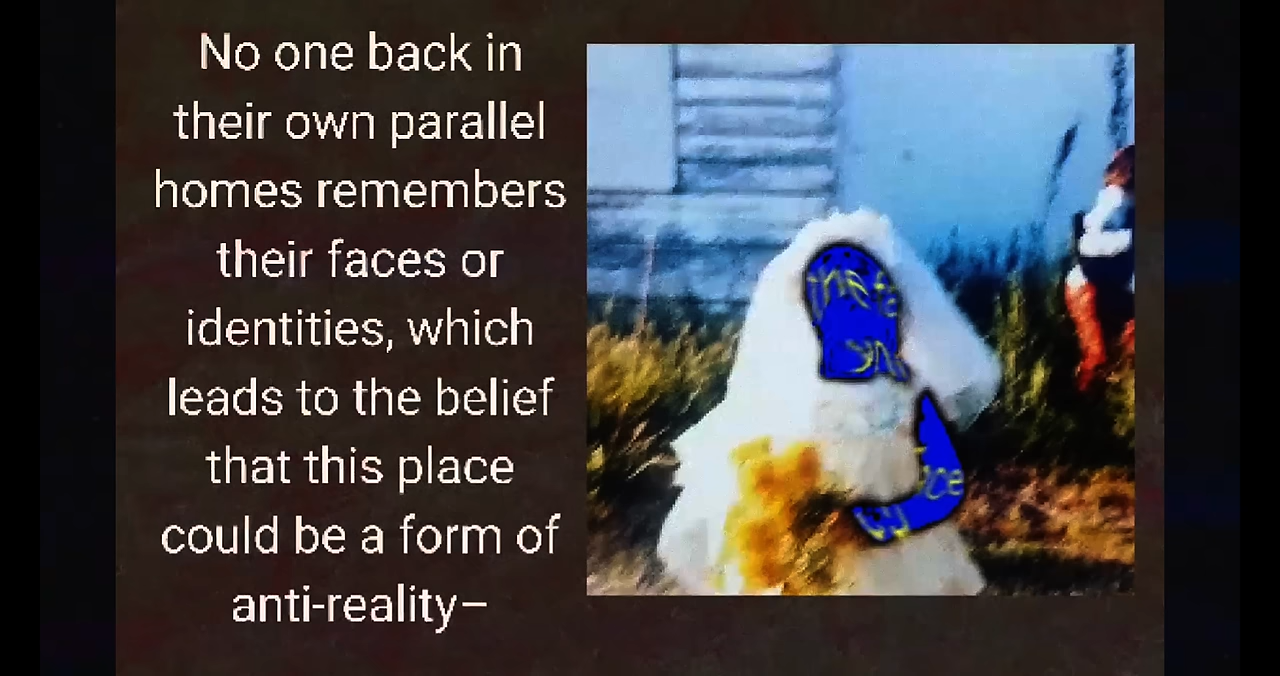 No one back in
their own parallel
homes remembers
their faces or
identities, which
leads to the belief
that this place
could be a form of
anti-reality–